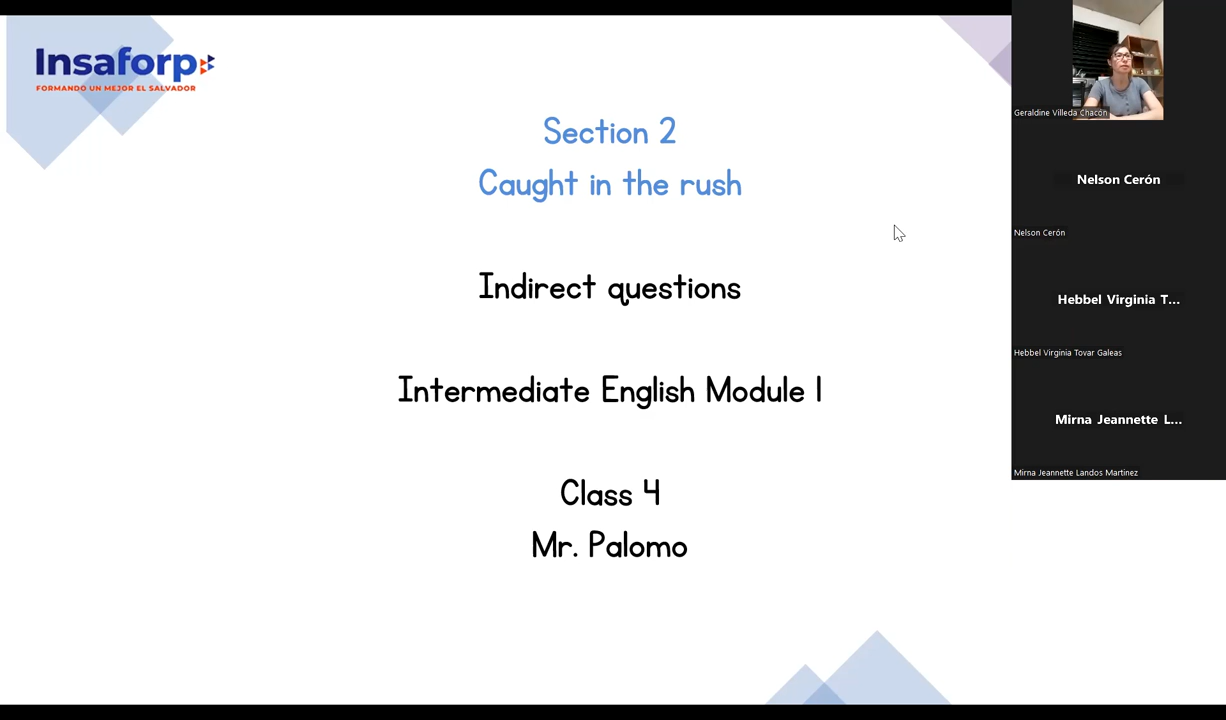 Insaforp
FORMANDO UN MEJOR EL SALVADOR
Section 2
Caught in the rush
Indirect questions
Intermediate English Module 1
Class 4
Mr. Palomo
Geraldine Villeda Chacón
Nelson Cerón
Nelson Cerón
Hebbel Virginia T...
Hebbel Virginia Tovar Galeas
Mirna Jeannette L...
Mirna Jeannette Landos Martinez